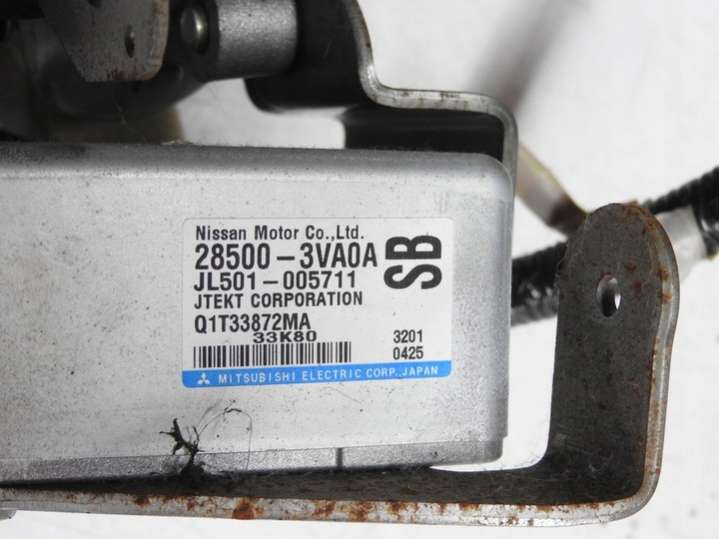 Nissan Motor Co.,Ltd.
28500-3VA0A
SB
JL501-005711
JTEKT CORPORATION
Q1T33872MA
33K80
3201
0425
MITSUBISHI ELECTRIC CORP.,JAPAN